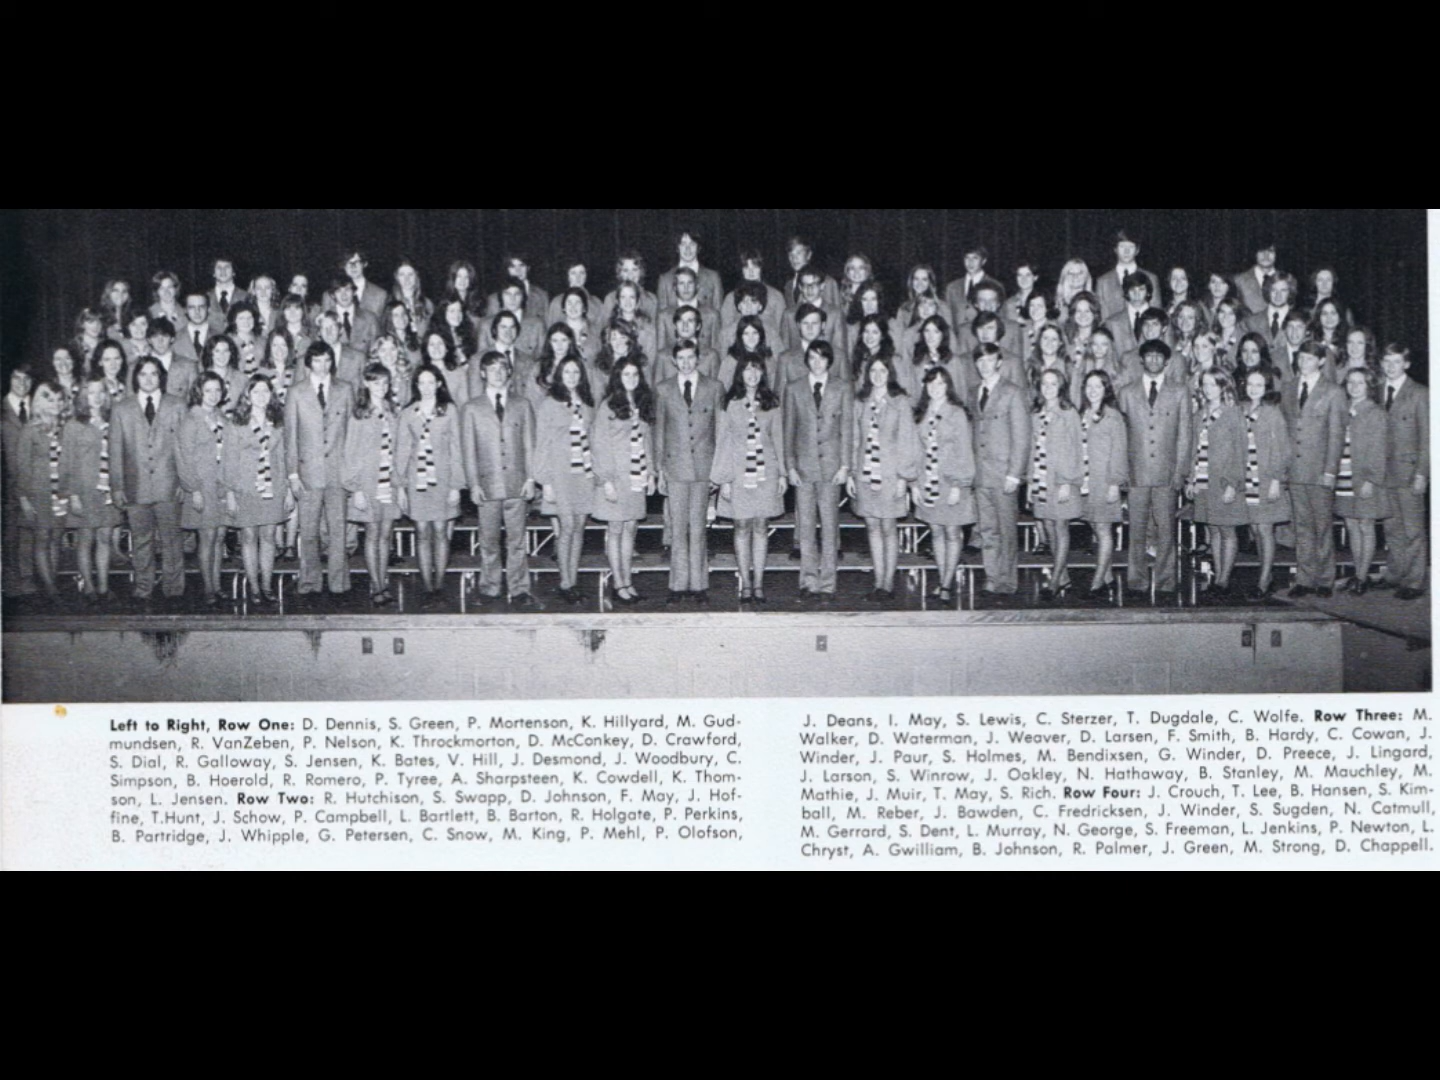 Left to Right, Row One: D. Dennis, S. Green, P. Mortenson, K. Hillyard, M. Gud-
mundsen, R. VanZeben, P. Nelson, K. Throckmorton, D. McConkey, D. Crawford,
S. Dial, R. Galloway, S. Jensen, K. Bates, V. Hill, J. Desmond, J. Woodbury, C.
Simpson, B. Hoerold, R. Romero, P. Tyree, A. Sharpsteen, K. Cowdell, K. Thom-
son, L. Jensen. Row Two: R. Hutchison, S. Swapp, D. Johnson, F. May, J. Hof-
fine, T.Hunt, J. Schow, P. Campbell, L. Bartlett, B. Barton, R. Holgate, P. Perkins,
B. Partridge, J. Whipple, G. Petersen, C. Snow, M. King, P. Mehl, P. Olofson,
J. Deans, I. May, S. Lewis, C. Sterzer, T. Dugdale, C. Wolfe. Row Three: M.
Walker, D. Waterman, J. Weaver, D. Larsen, F. Smith, B. Hardy, C. Cowan, J.
Winder, J. Paur, S. Holmes, M. Bendixsen, G. Winder, D. Preece, J. Lingard,
J. Larson, S. Winrow, J. Oakley, N. Hathaway, B. Stanley, M. Mauchley, M.
Mathie, J. Muir, T. May, S. Rich. Row Four: J. Crouch, T. Lee, B. Hansen, S. Kim-
ball, M. Reber, J. Bawden, C. Fredricksen, J. Winder, S. Sugden, N. Catmull,
M. Gerrard, S. Dent, L. Murray, N. George, S. Freeman, L. Jenkins, P. Newton, L.
Chryst, A. Gwilliam, B. Johnson, R. Palmer, J. Green, M. Strong, D. Chappell.